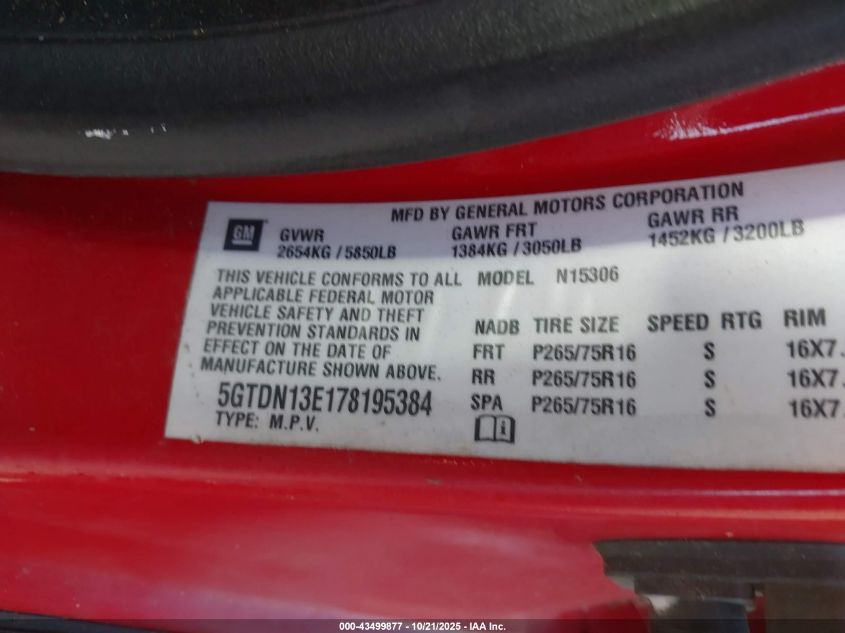 MFD BY GENERAL MOTORS CORPORATION
GM GVWR GAWR FRT GAWR RR
2654KG / 5850LB 1384KG / 3050LB 1452KG / 3200LB
THIS VEHICLE CONFORMS TO ALL
APPLICABLE FEDERAL MOTOR
VEHICLE SAFETY AND THEFT
PREVENTION STANDARDS IN
EFFECT ON THE DATE OF
MANUFACTURE SHOWN ABOVE.
5GTDN13E178195384
TYPE: M.P.V.
MODEL N15306
NADB TIRE SIZE SPEED RTG RIM
FRT P265/75R16 S 16X7.
RR P265/75R16 S 16X7.
SPA P265/75R16 S 16X7.
000-43499877 - 10/21/2025 - IAA Inc.